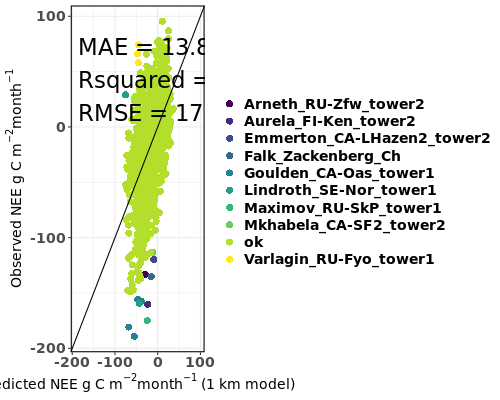 100
0
-100
-200
Observed NEE g C m−2month−1
MAE = 13.8
Rsquared =
RMSE = 17
-200 -100 0 100
edicted NEE g C m−2month−1 (1 km model)
Arneth_RU-Zfw_tower2
Aurela_FI-Ken_tower2
Emmerton_CA-LHazen2_tower2
Falk_Zackenberg_Ch
Goulden_CA-Oas_tower1
Lindroth_SE-Nor_tower1
Maximov_RU-SkP_tower1
Mkhabela_CA-SF2_tower2
ok
Varlagin_RU-Fyo_tower1